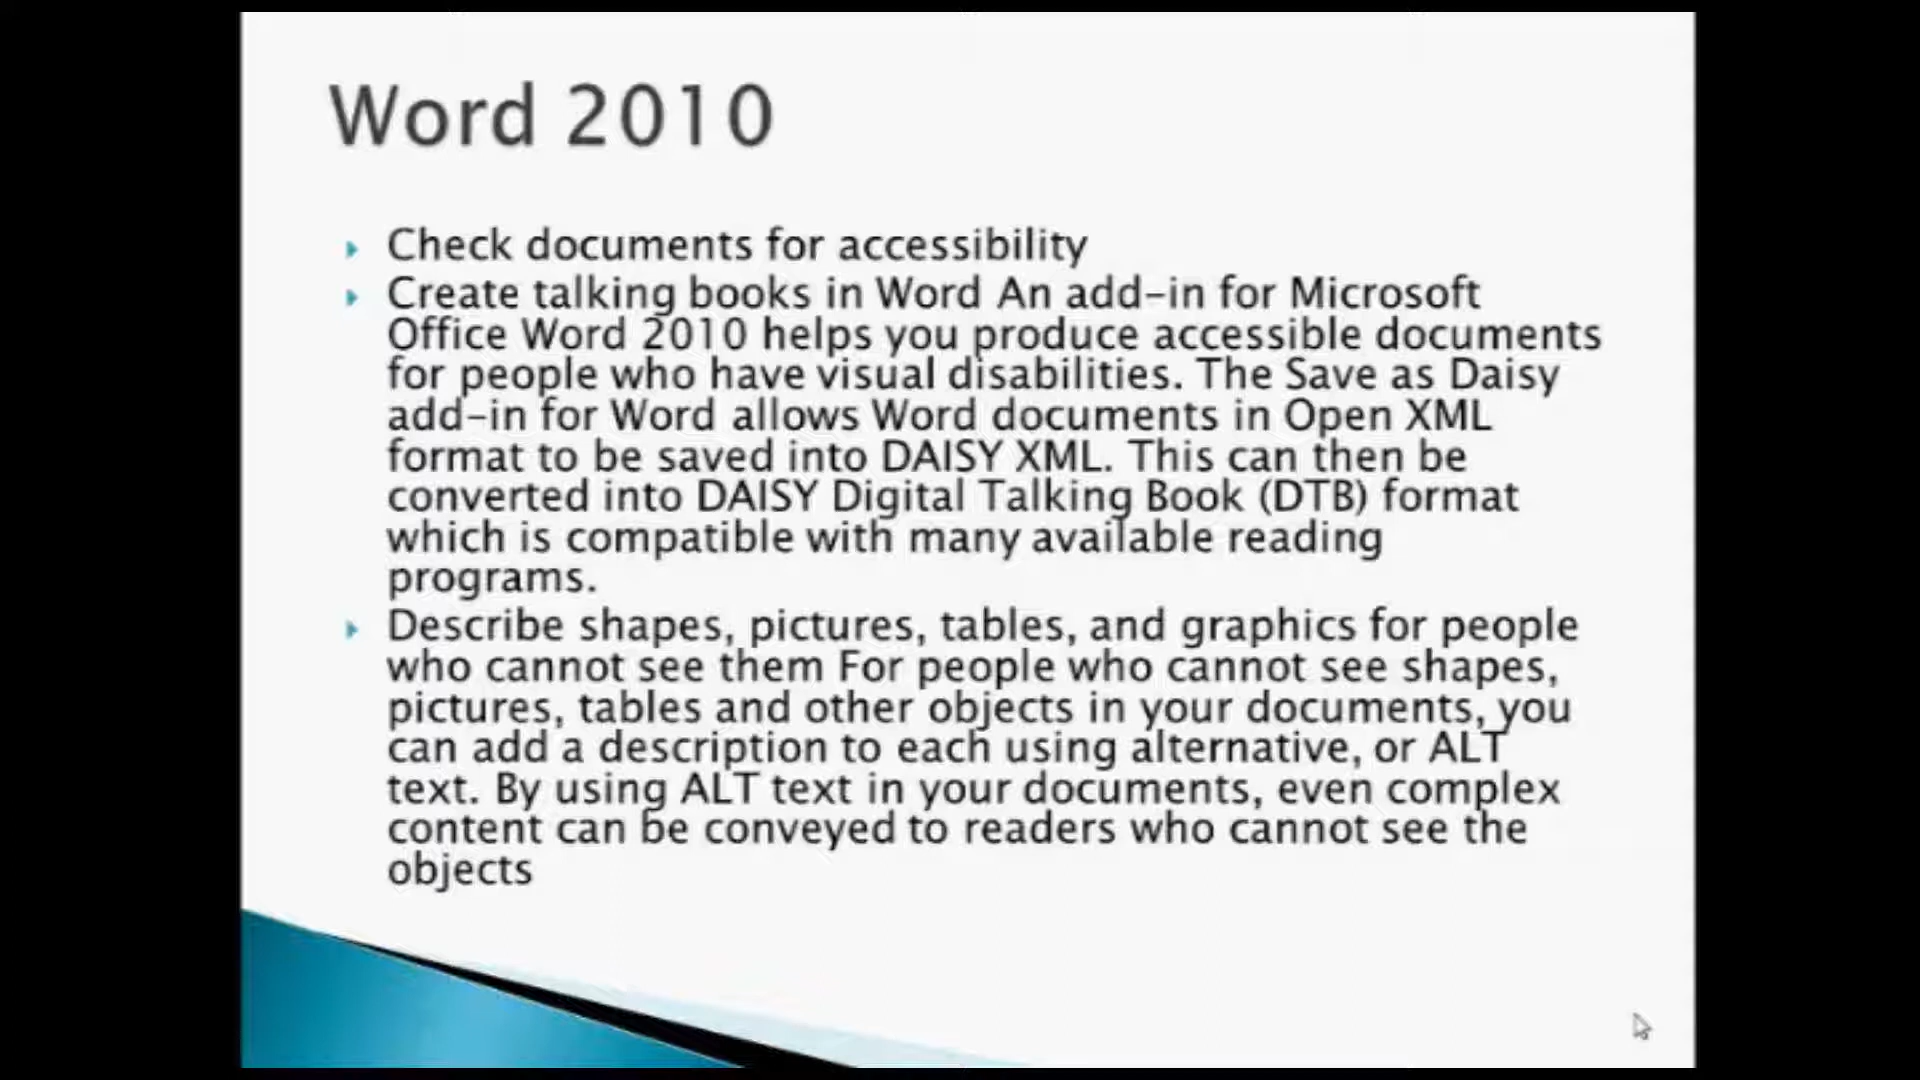 Word 2010
Check documents for accessibility
Create talking books in Word An add-in for Microsoft
Office Word 2010 helps you produce accessible documents
for people who have visual disabilities. The Save as Daisy
add-in for Word allows Word documents in Open XML
format to be saved into DAISY XML. This can then be
converted into DAISY Digital Talking Book (DTB) format
which is compatible with many available reading
programs.
Describe shapes, pictures, tables, and graphics for people
who cannot see them For people who cannot see shapes,
pictures, tables and other objects in your documents, you
can add a description to each using alternative, or ALT
text. By using ALT text in your documents, even complex
content can be conveyed to readers who cannot see the
objects